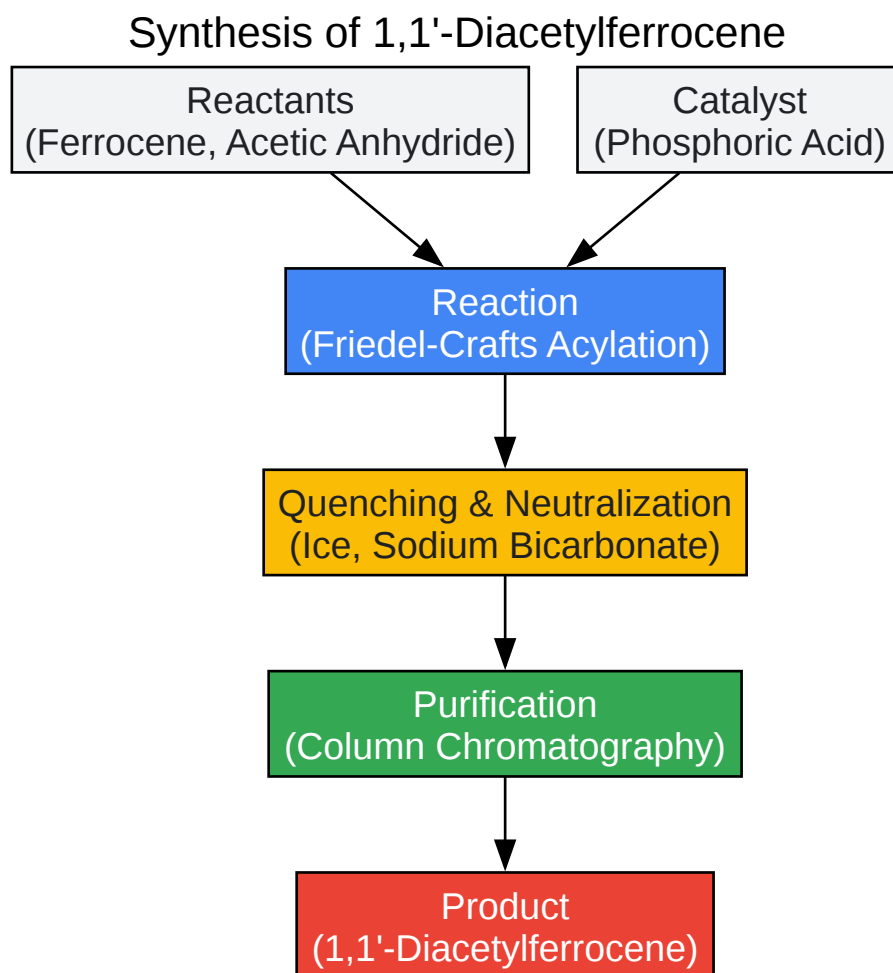 Synthesis of 1,1'-Diacetylferrocene
Reactants
(Ferrocene, Acetic Anhydride)
Catalyst
(Phosphoric Acid)
Reaction
(Friedel-Crafts Acylation)
Quenching & Neutralization
(Ice, Sodium Bicarbonate)
Purification
(Column Chromatography)
Product
(1,1'-Diacetylferrocene)